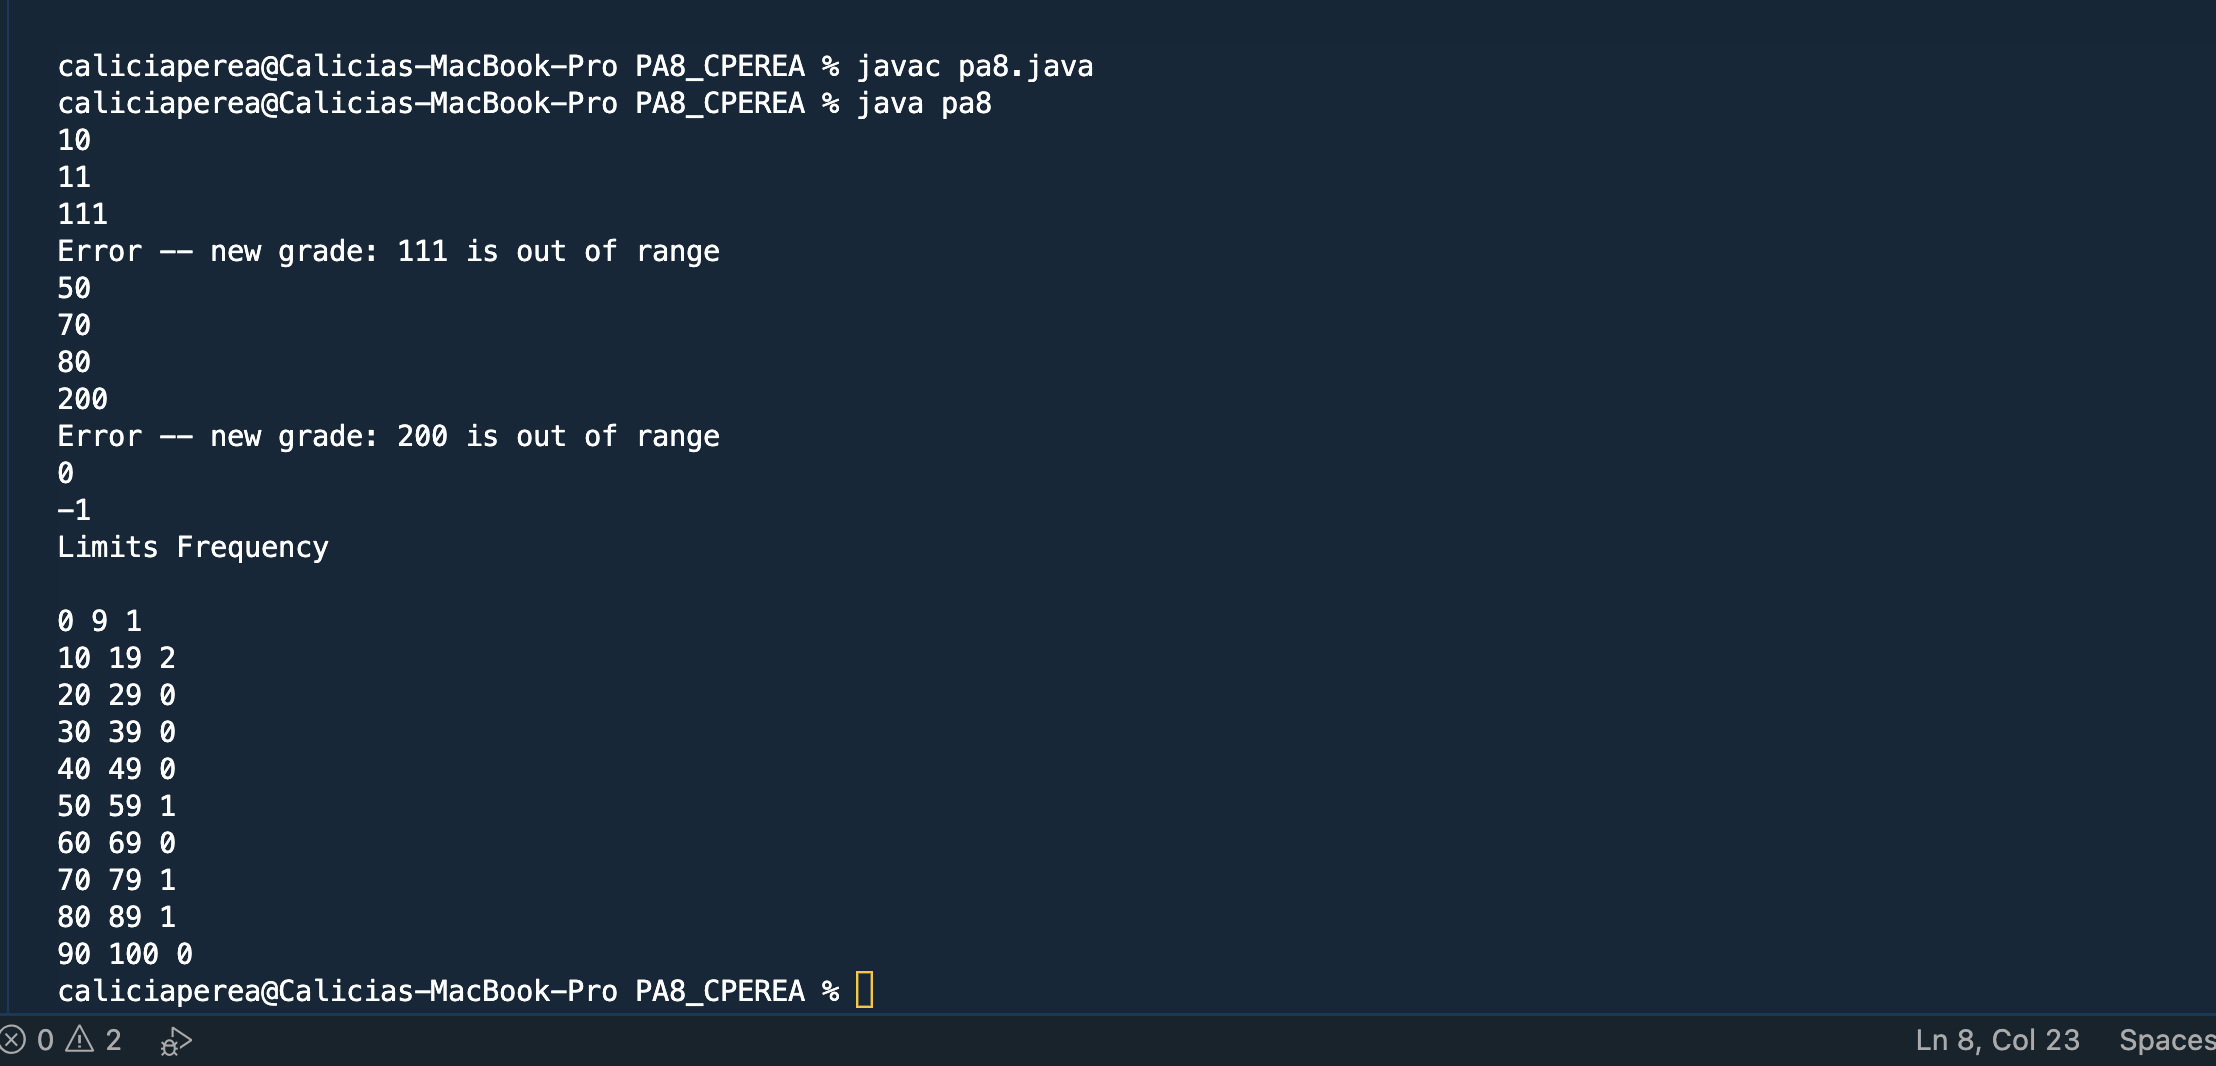 caliciaperea@Calicias-MacBook-Pro PA8_CPEREA % javac pa8.java
caliciaperea@Calicias-MacBook-Pro PA8_CPEREA % java pa8
10
11
111
Error -- new grade: 111 is out of range
50
70
80
200
Error -- new grade: 200 is out of range
0
-1
Limits Frequency
0 9 1
10 19 2
20 29 0
30 39 0
40 49 0
50 59 1
60 69 0
70 79 1
80 89 1
90 100 0
caliciaperea@Calicias-MacBook-Pro PA8_CPEREA %
0 2 Ln 8, Col 23 Spaces